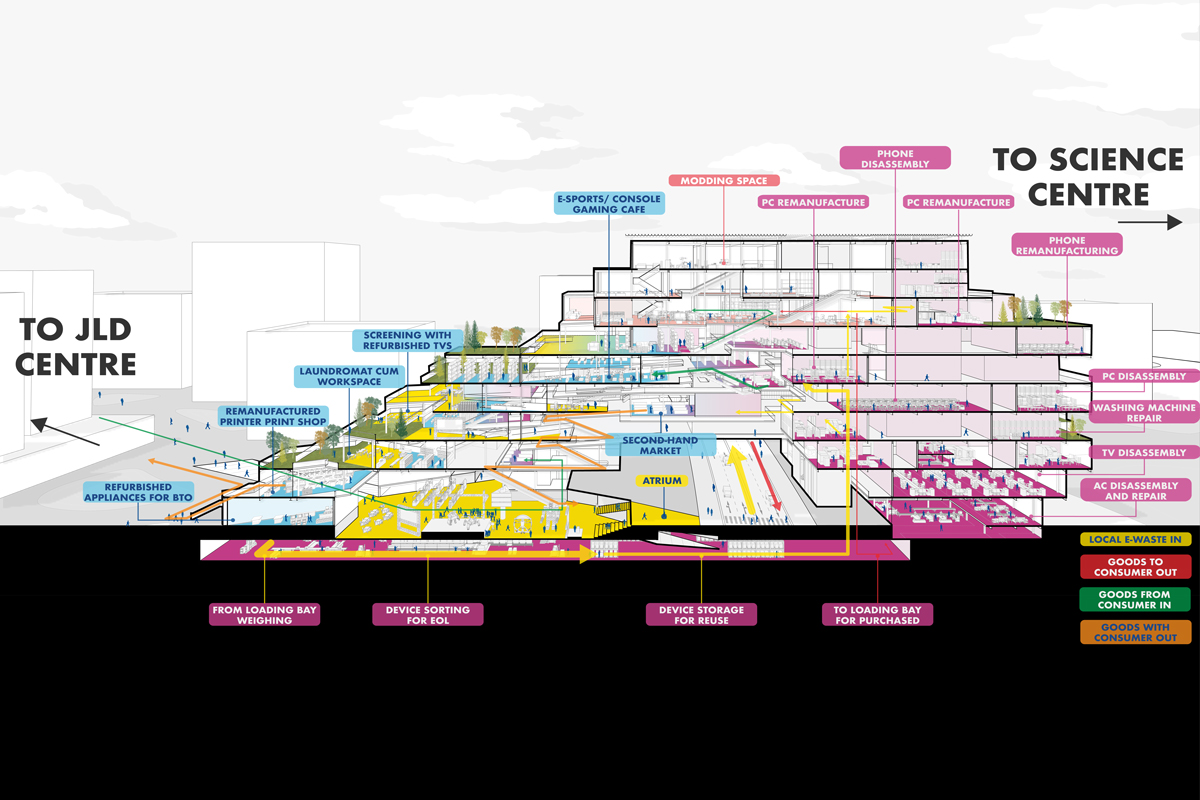 PHONE
DISASSEMBLY
TO SCIENCE
CENTRE
MODDING SPACE
E-SPORTS/ CONSOLE
GAMING CAFE
PC REMANUFACTURE
PC REMANUFACTURE
PHONE
REMANUFACTURING
TO JLD
CENTRE
SCREENING WITH
REFURBISHED TVS
LAUNDROMAT CUM
WORKSPACE
PC DISASSEMBLY
REMANUFACTURED
PRINTER PRINT SHOP
WASHING MACHINE
REPAIR
SECOND-HAND
MARKET
TV DISASSEMBLY
REFURBISHED
APPLIANCES FOR BTO
ATRIUM
AC DISASSEMBLY
AND REPAIR
LOCAL E-WASTE IN
GOODS TO
CONSUMER OUT
GOODS FROM
CONSUMER IN
GOODS WITH
CONSUMER OUT
FROM LOADING BAY
WEIGHING
DEVICE SORTING
FOR EOL
DEVICE STORAGE
FOR REUSE
TO LOADING BAY
FOR PURCHASED